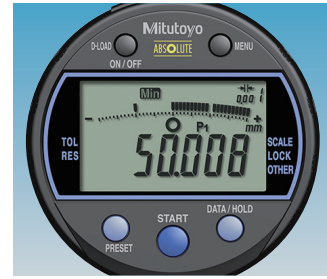 Mitutoyo
D-LOAD ABSOLUTE MENU
ON / OFF
Min
0.001
- +
P1 mm
50.008
TOL
RES
SCALE
LOCK
OTHER
START
DATA / HOLD
PRESET